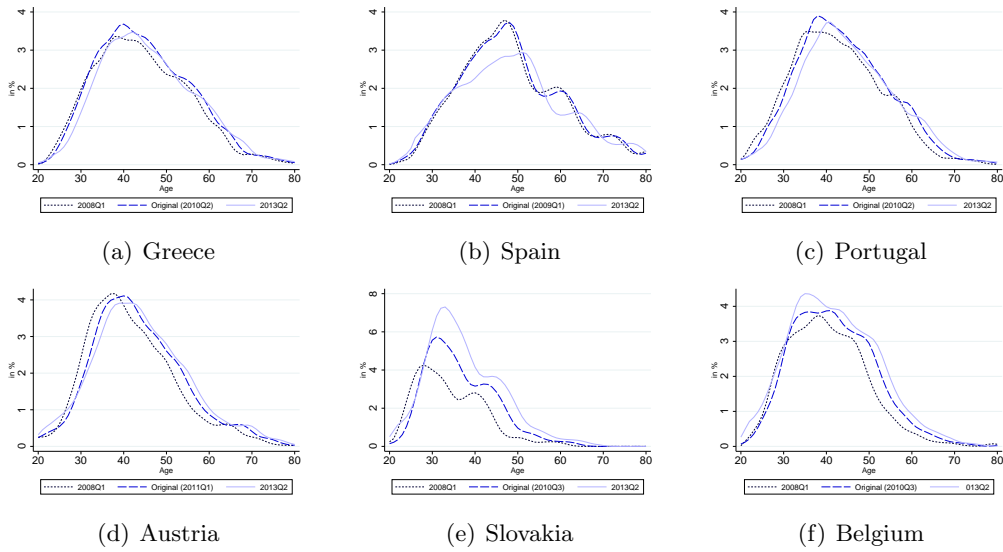 4
3
2
1
0
in %
20 30 40 50 60 70 80
Age
2008Q1 Original (2010Q2) 2013Q2
(a) Greece
4
3
2
1
0
in %
20 30 40 50 60 70 80
Age
2008Q1 Original (2009Q1) 2013Q2
(b) Spain
4
3
2
1
0
in %
20 30 40 50 60 70 80
Age
2008Q1 Original (2010Q2) 2013Q2
(c) Portugal
4
3
2
1
0
in %
20 30 40 50 60 70 80
Age
2008Q1 Original (2011Q1) 2013Q2
(d) Austria
8
6
4
2
0
in %
20 30 40 50 60 70 80
Age
2008Q1 Original (2010Q3) 2013Q2
(e) Slovakia
4
3
2
1
0
in %
20 30 40 50 60 70 80
Age
2008Q1 Original (2010Q3) 013Q2
(f) Belgium